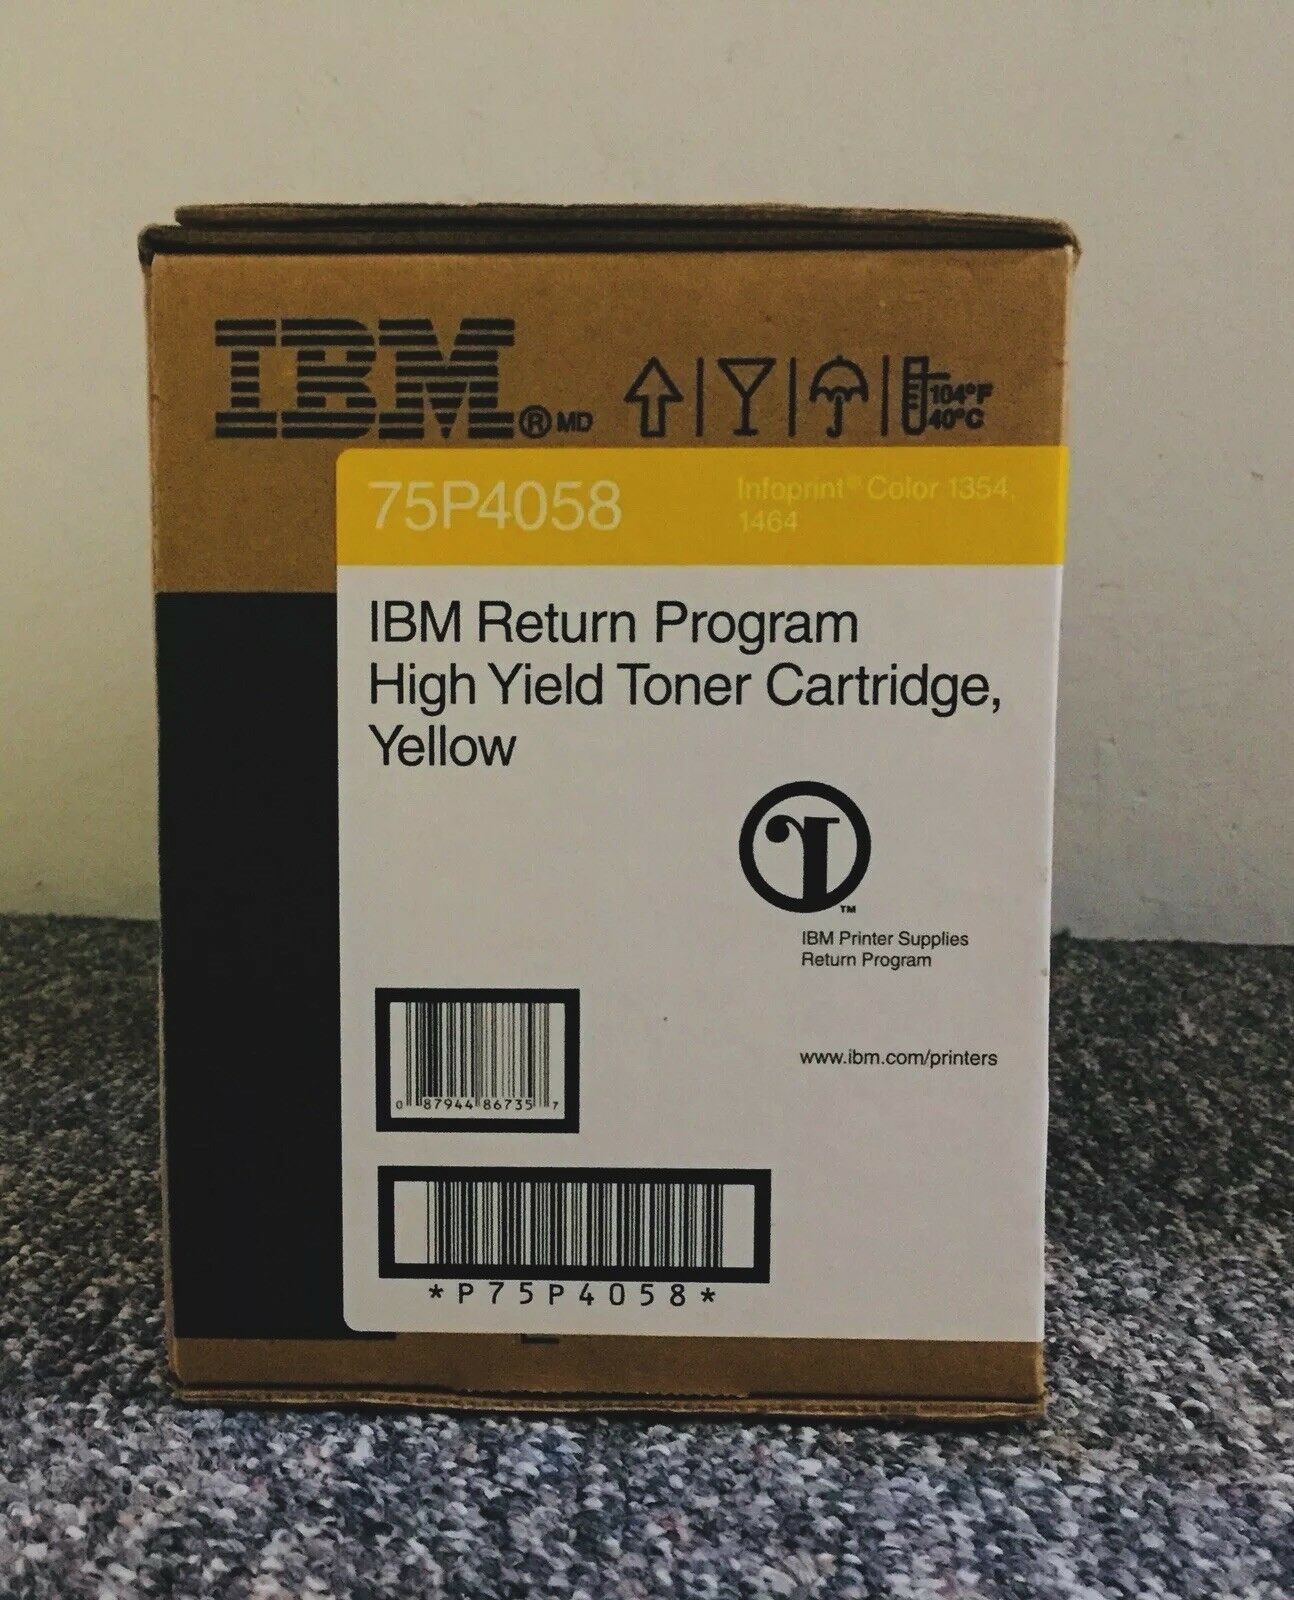 IBM ® MD 104°F
40°C
75P4058 Infoprint® Color 1354,
1464
IBM Return Program
High Yield Toner Cartridge,
Yellow
TM
IBM Printer Supplies
Return Program
www.ibm.com/printers
0 87944 86735 7
*P75P4058*